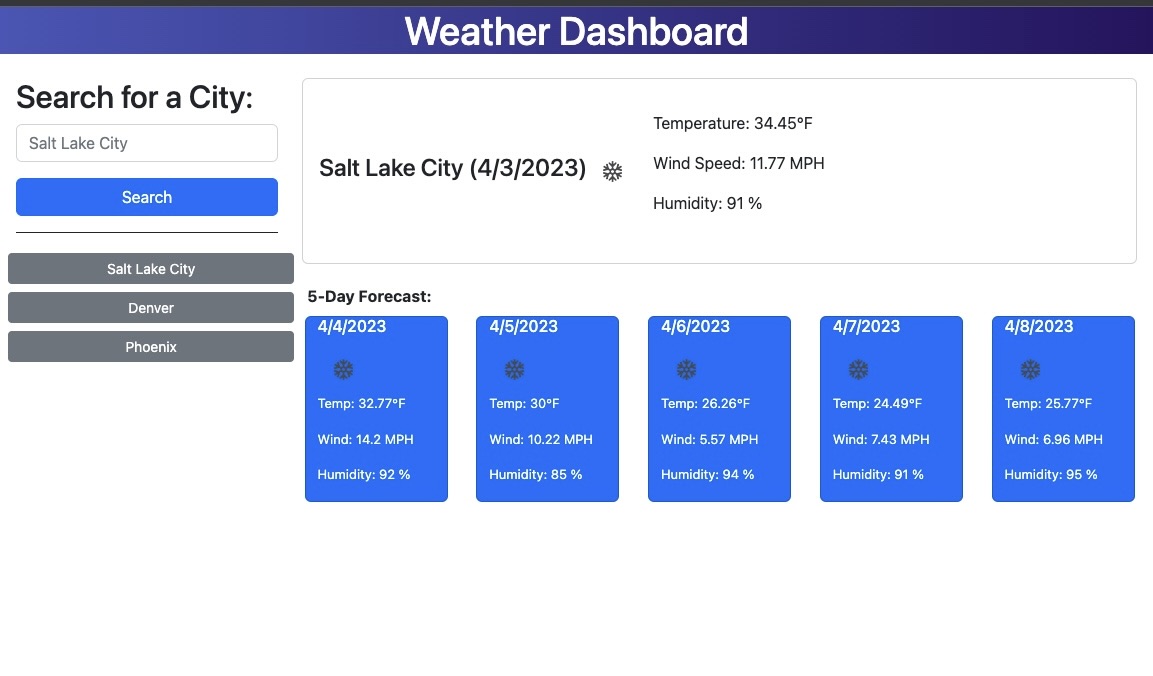 Weather Dashboard
Search for a City:
Salt Lake City
Search
Salt Lake City
Denver
Phoenix
Salt Lake City (4/3/2023)
Temperature: 34.45°F
Wind Speed: 11.77 MPH
Humidity: 91 %
5-Day Forecast:
4/4/2023
Temp: 32.77°F
Wind: 14.2 MPH
Humidity: 92 %
4/5/2023
Temp: 30°F
Wind: 10.22 MPH
Humidity: 85 %
4/6/2023
Temp: 26.26°F
Wind: 5.57 MPH
Humidity: 94 %
4/7/2023
Temp: 24.49°F
Wind: 7.43 MPH
Humidity: 91 %
4/8/2023
Temp: 25.77°F
Wind: 6.96 MPH
Humidity: 95 %